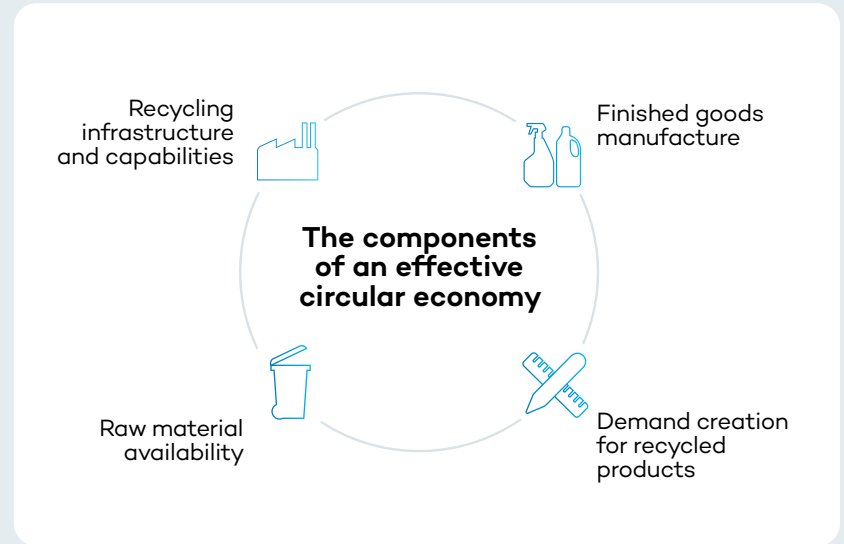 Recycling
infrastructure
and capabilities
Finished goods
manufacture
The components
of an effective
circular economy
Raw material
availability
Demand creation
for recycled
products